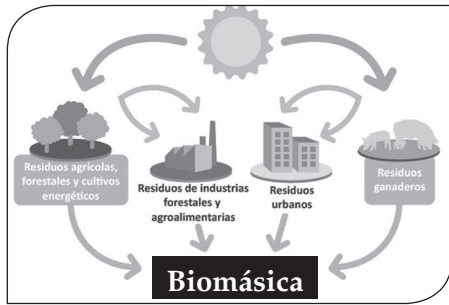 Residuos agrícolas,
forestales y cultivos
energéticos
Residuos de industrias
forestales y
agroalimentarias
Residuos
urbanos
Residuos
ganaderos
Biomásica